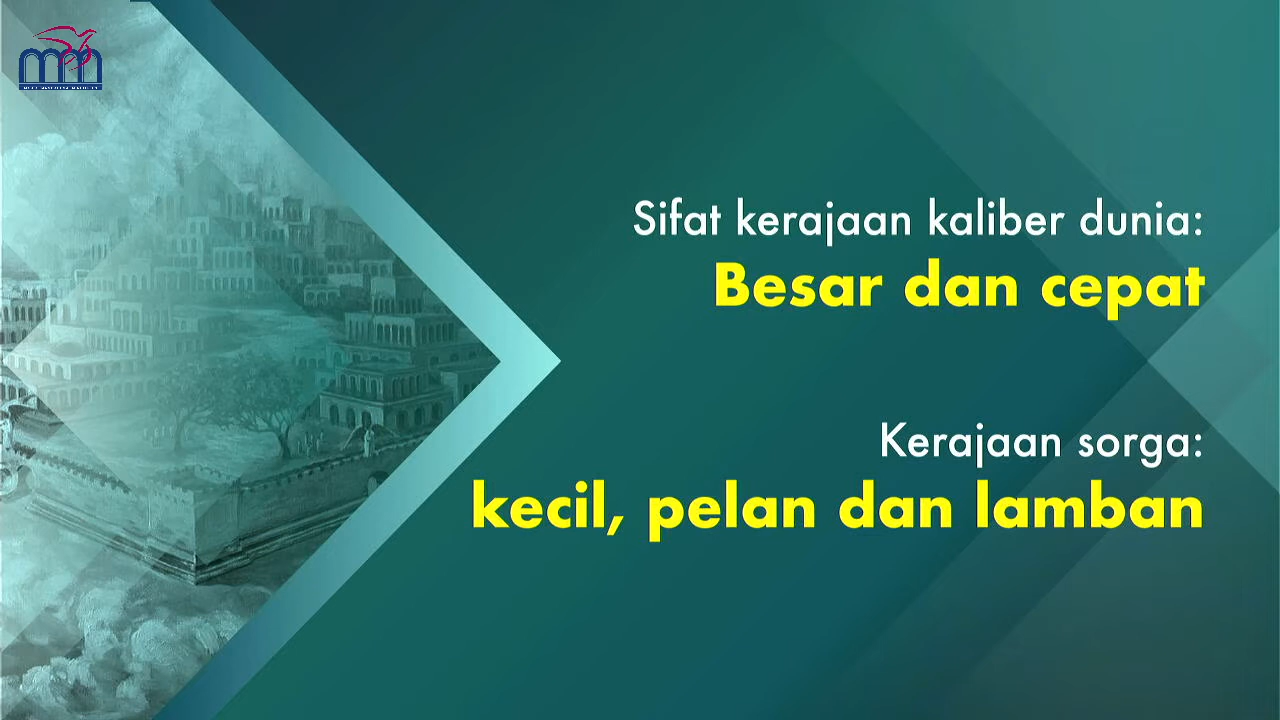 Sifat kerajaan kaliber dunia:
Besar dan cepat
Kerajaan sorga:
kecil, pelan dan lamban